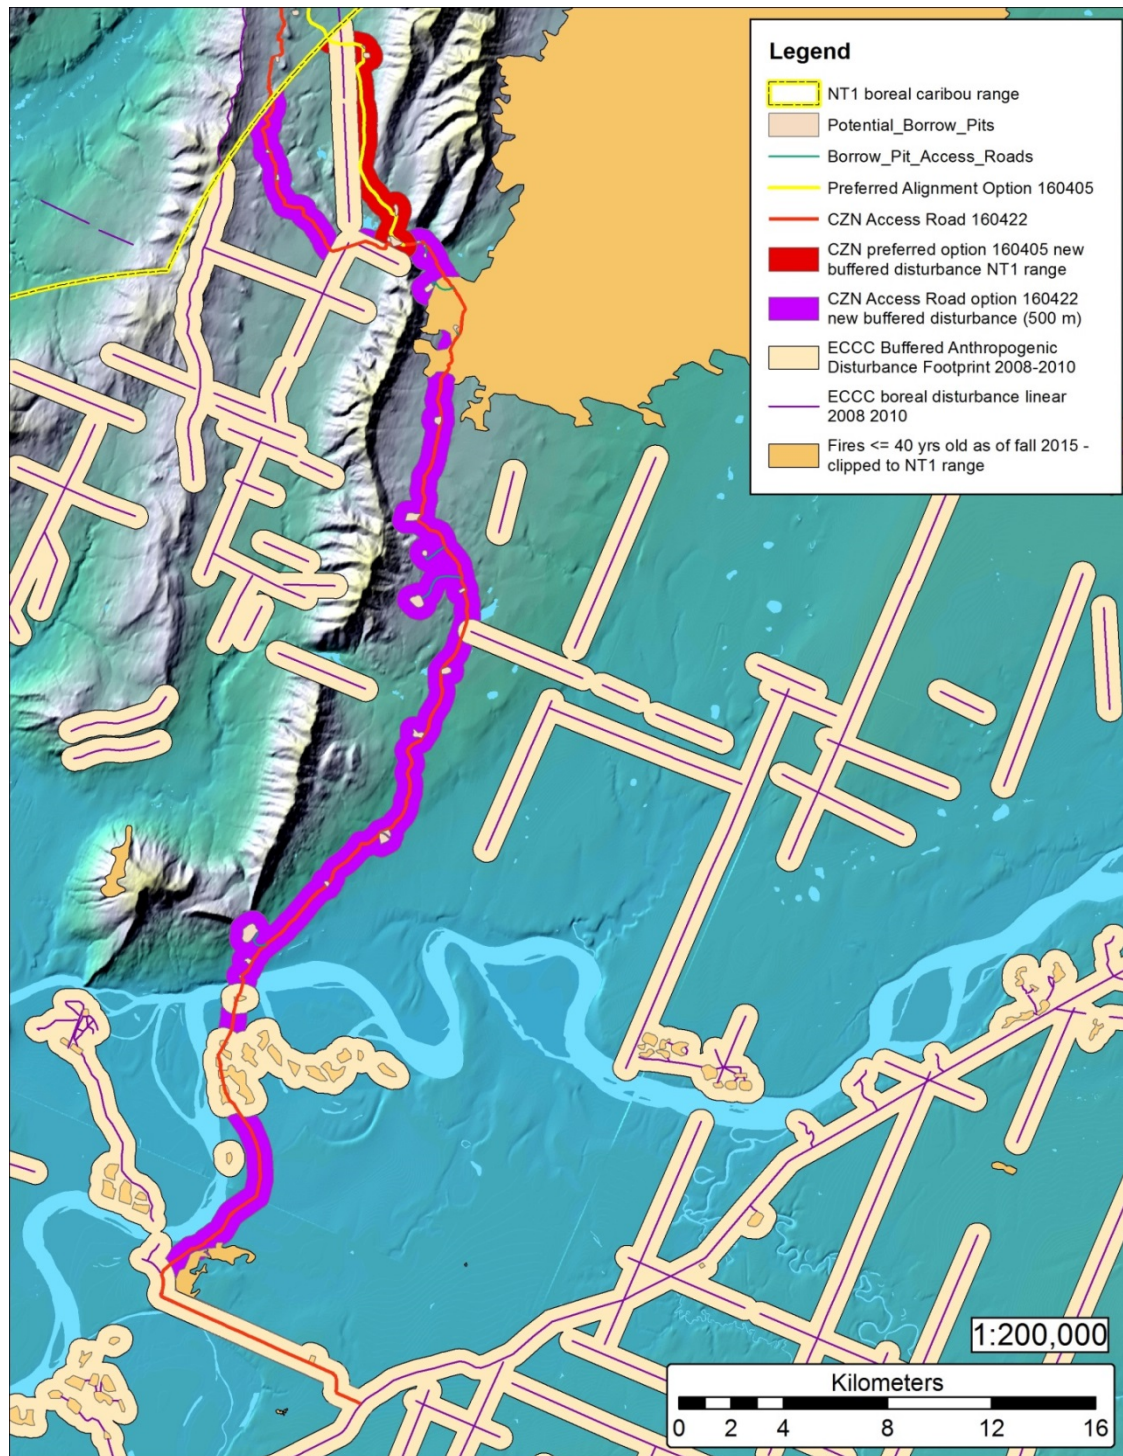 Legend
NT1 boreal caribou range
Potential_Borrow_Pits
Borrow_Pit_Access_Roads
Preferred Alignment Option 160405
CZN Access Road 160422
CZN preferred option 160405 new
buffered disturbance NT1 range
CZN Access Road option 160422
new buffered disturbance (500 m)
ECCC Buffered Anthropogenic
Disturbance Footprint 2008-2010
ECCC boreal disturbance linear
2008 2010
Fires <= 40 yrs old as of fall 2015 -
clipped to NT1 range
1:200,000
Kilometers
0 2 4 8 12 16